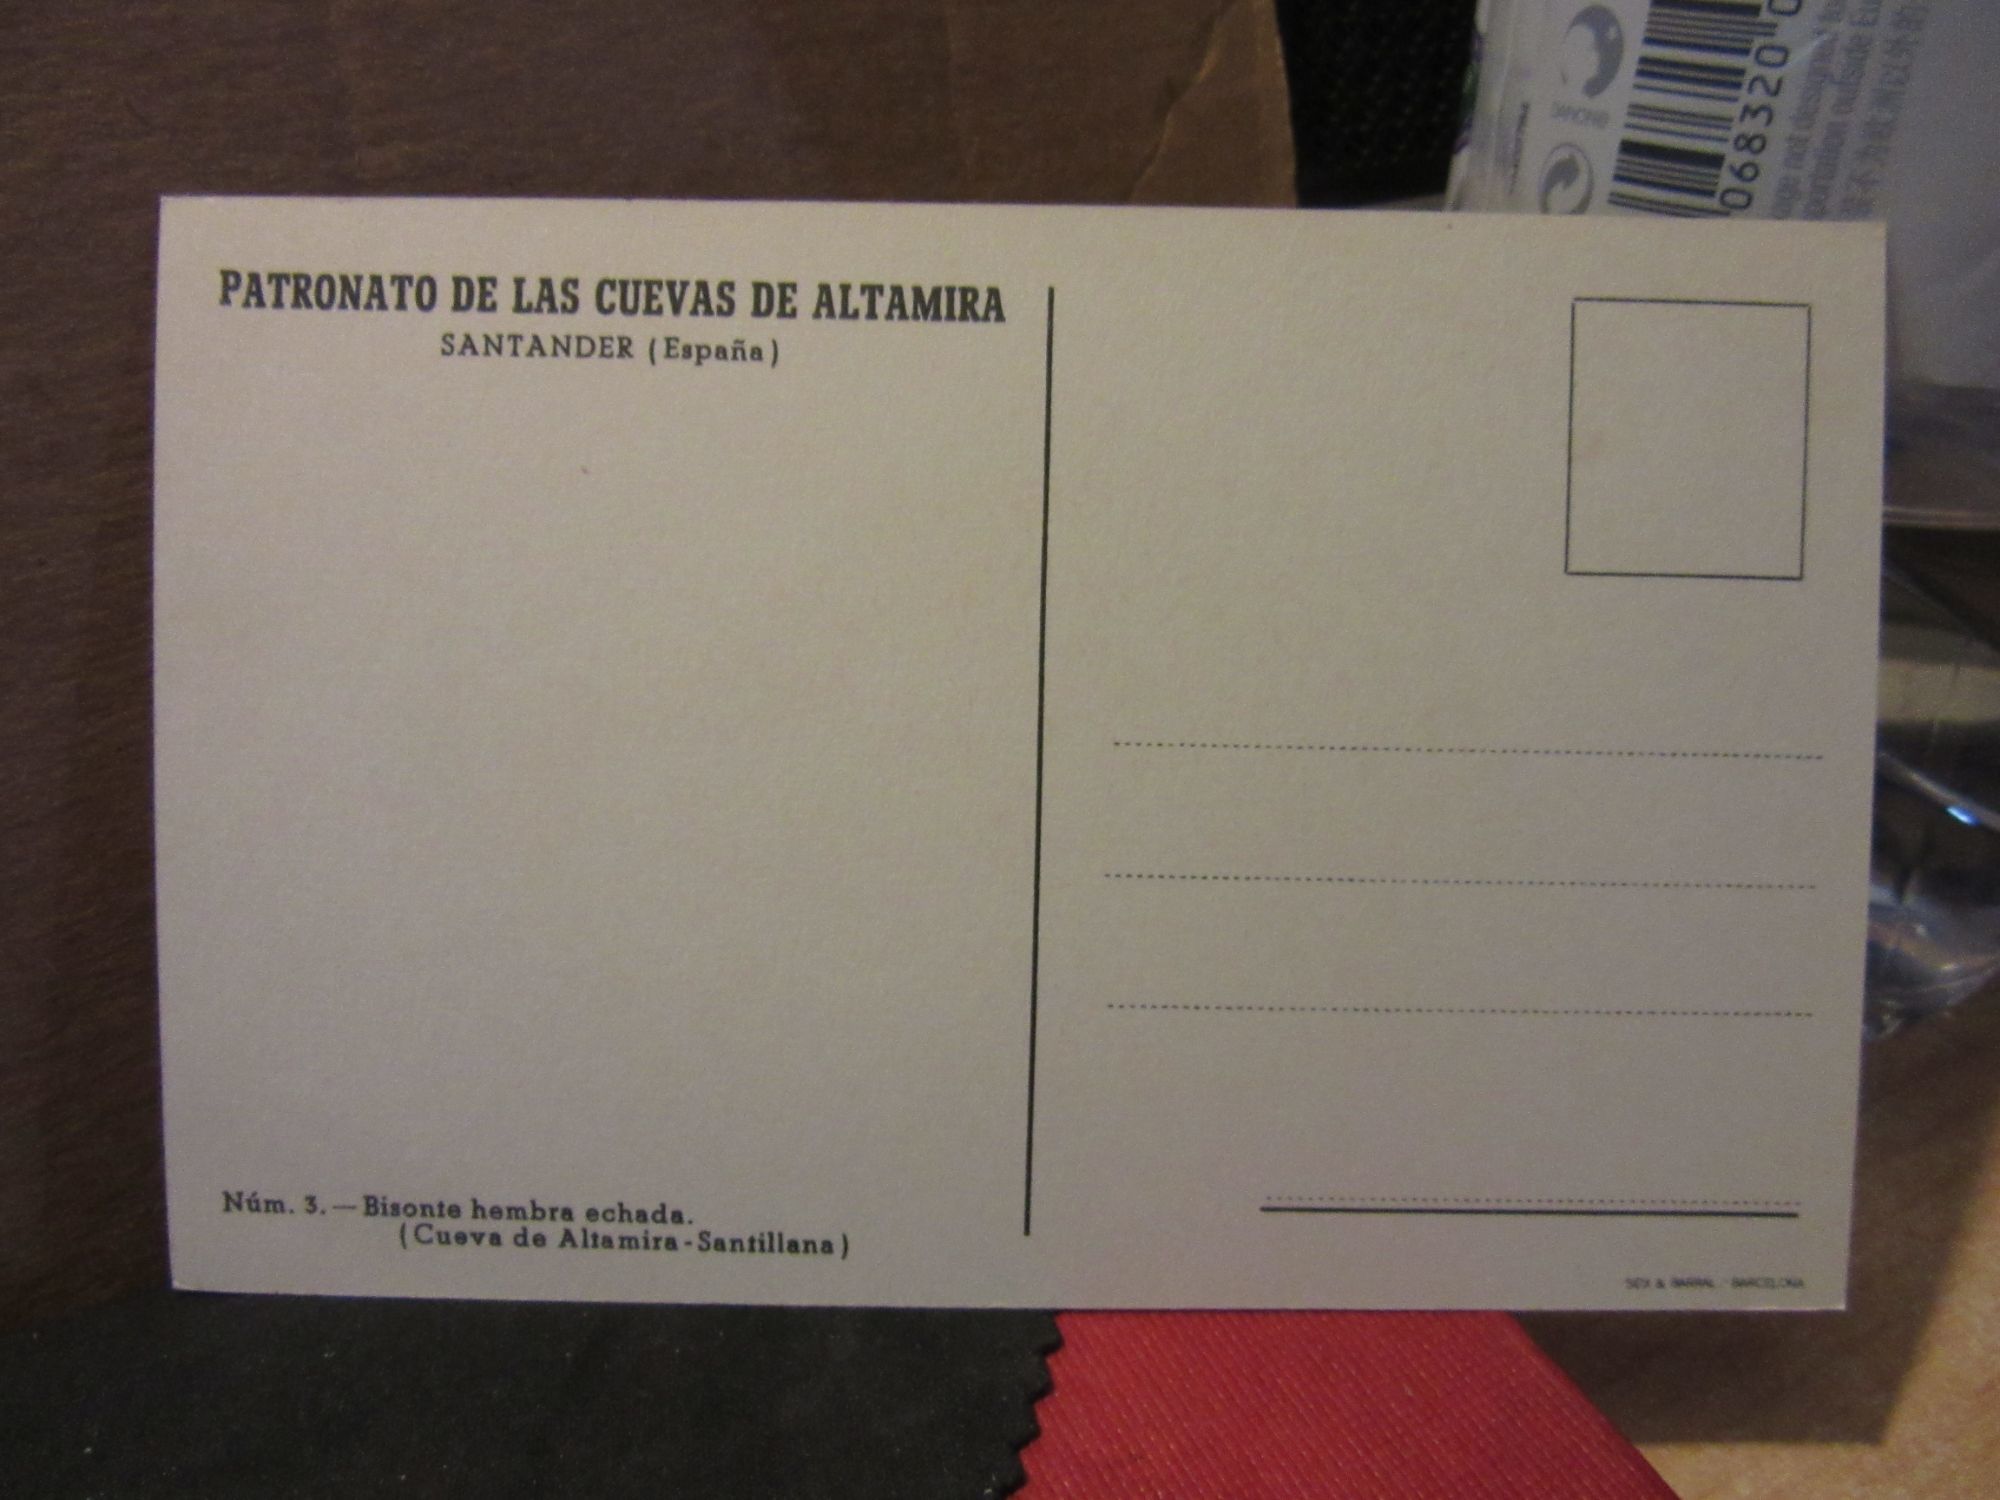 PATRONATO DE LAS CUEVAS DE ALTAMIRA
SANTANDER (España)
Núm. 3.—Bisonte hembra echada.
(Cueva de Altamira-Santillana)
SEIX & BARRAL - BARCELONA
DANONE
068320